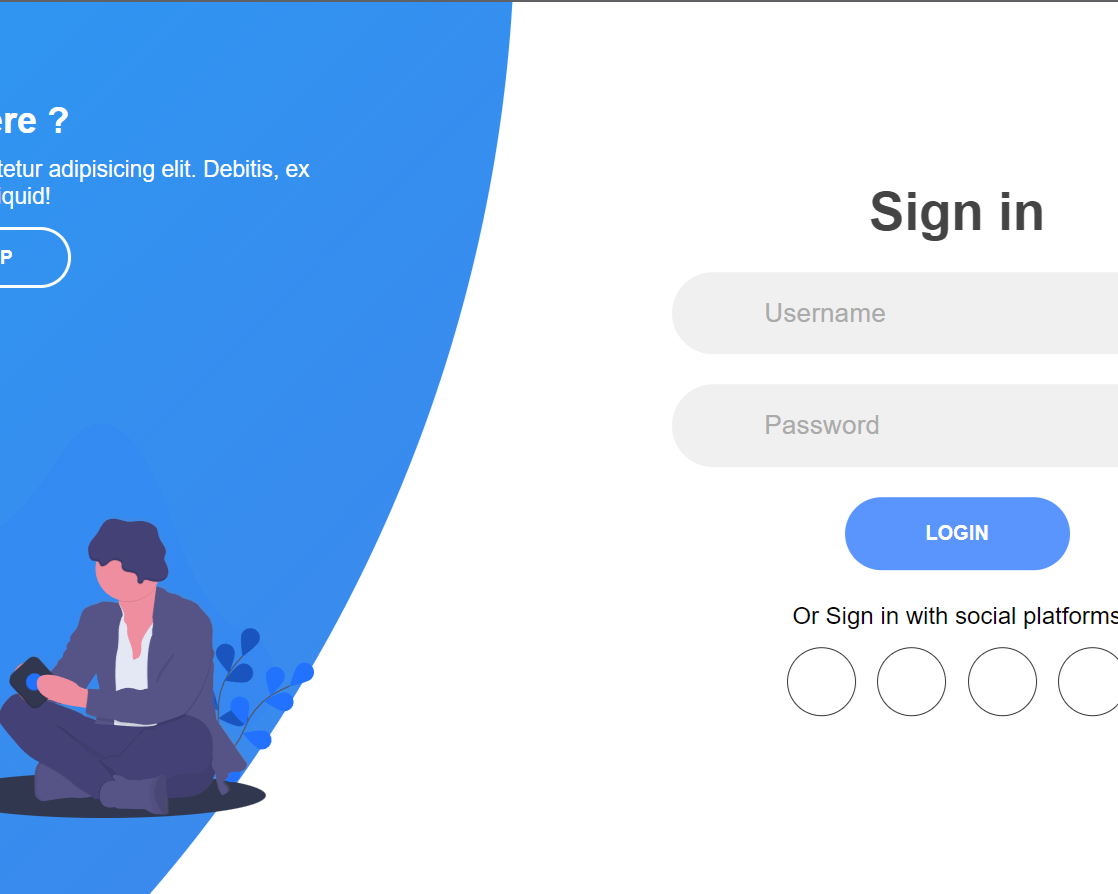 ere ?
tetur adipisicing elit. Debitis, ex
iquid!
P
Sign in
Username
Password
LOGIN
Or Sign in with social platforms